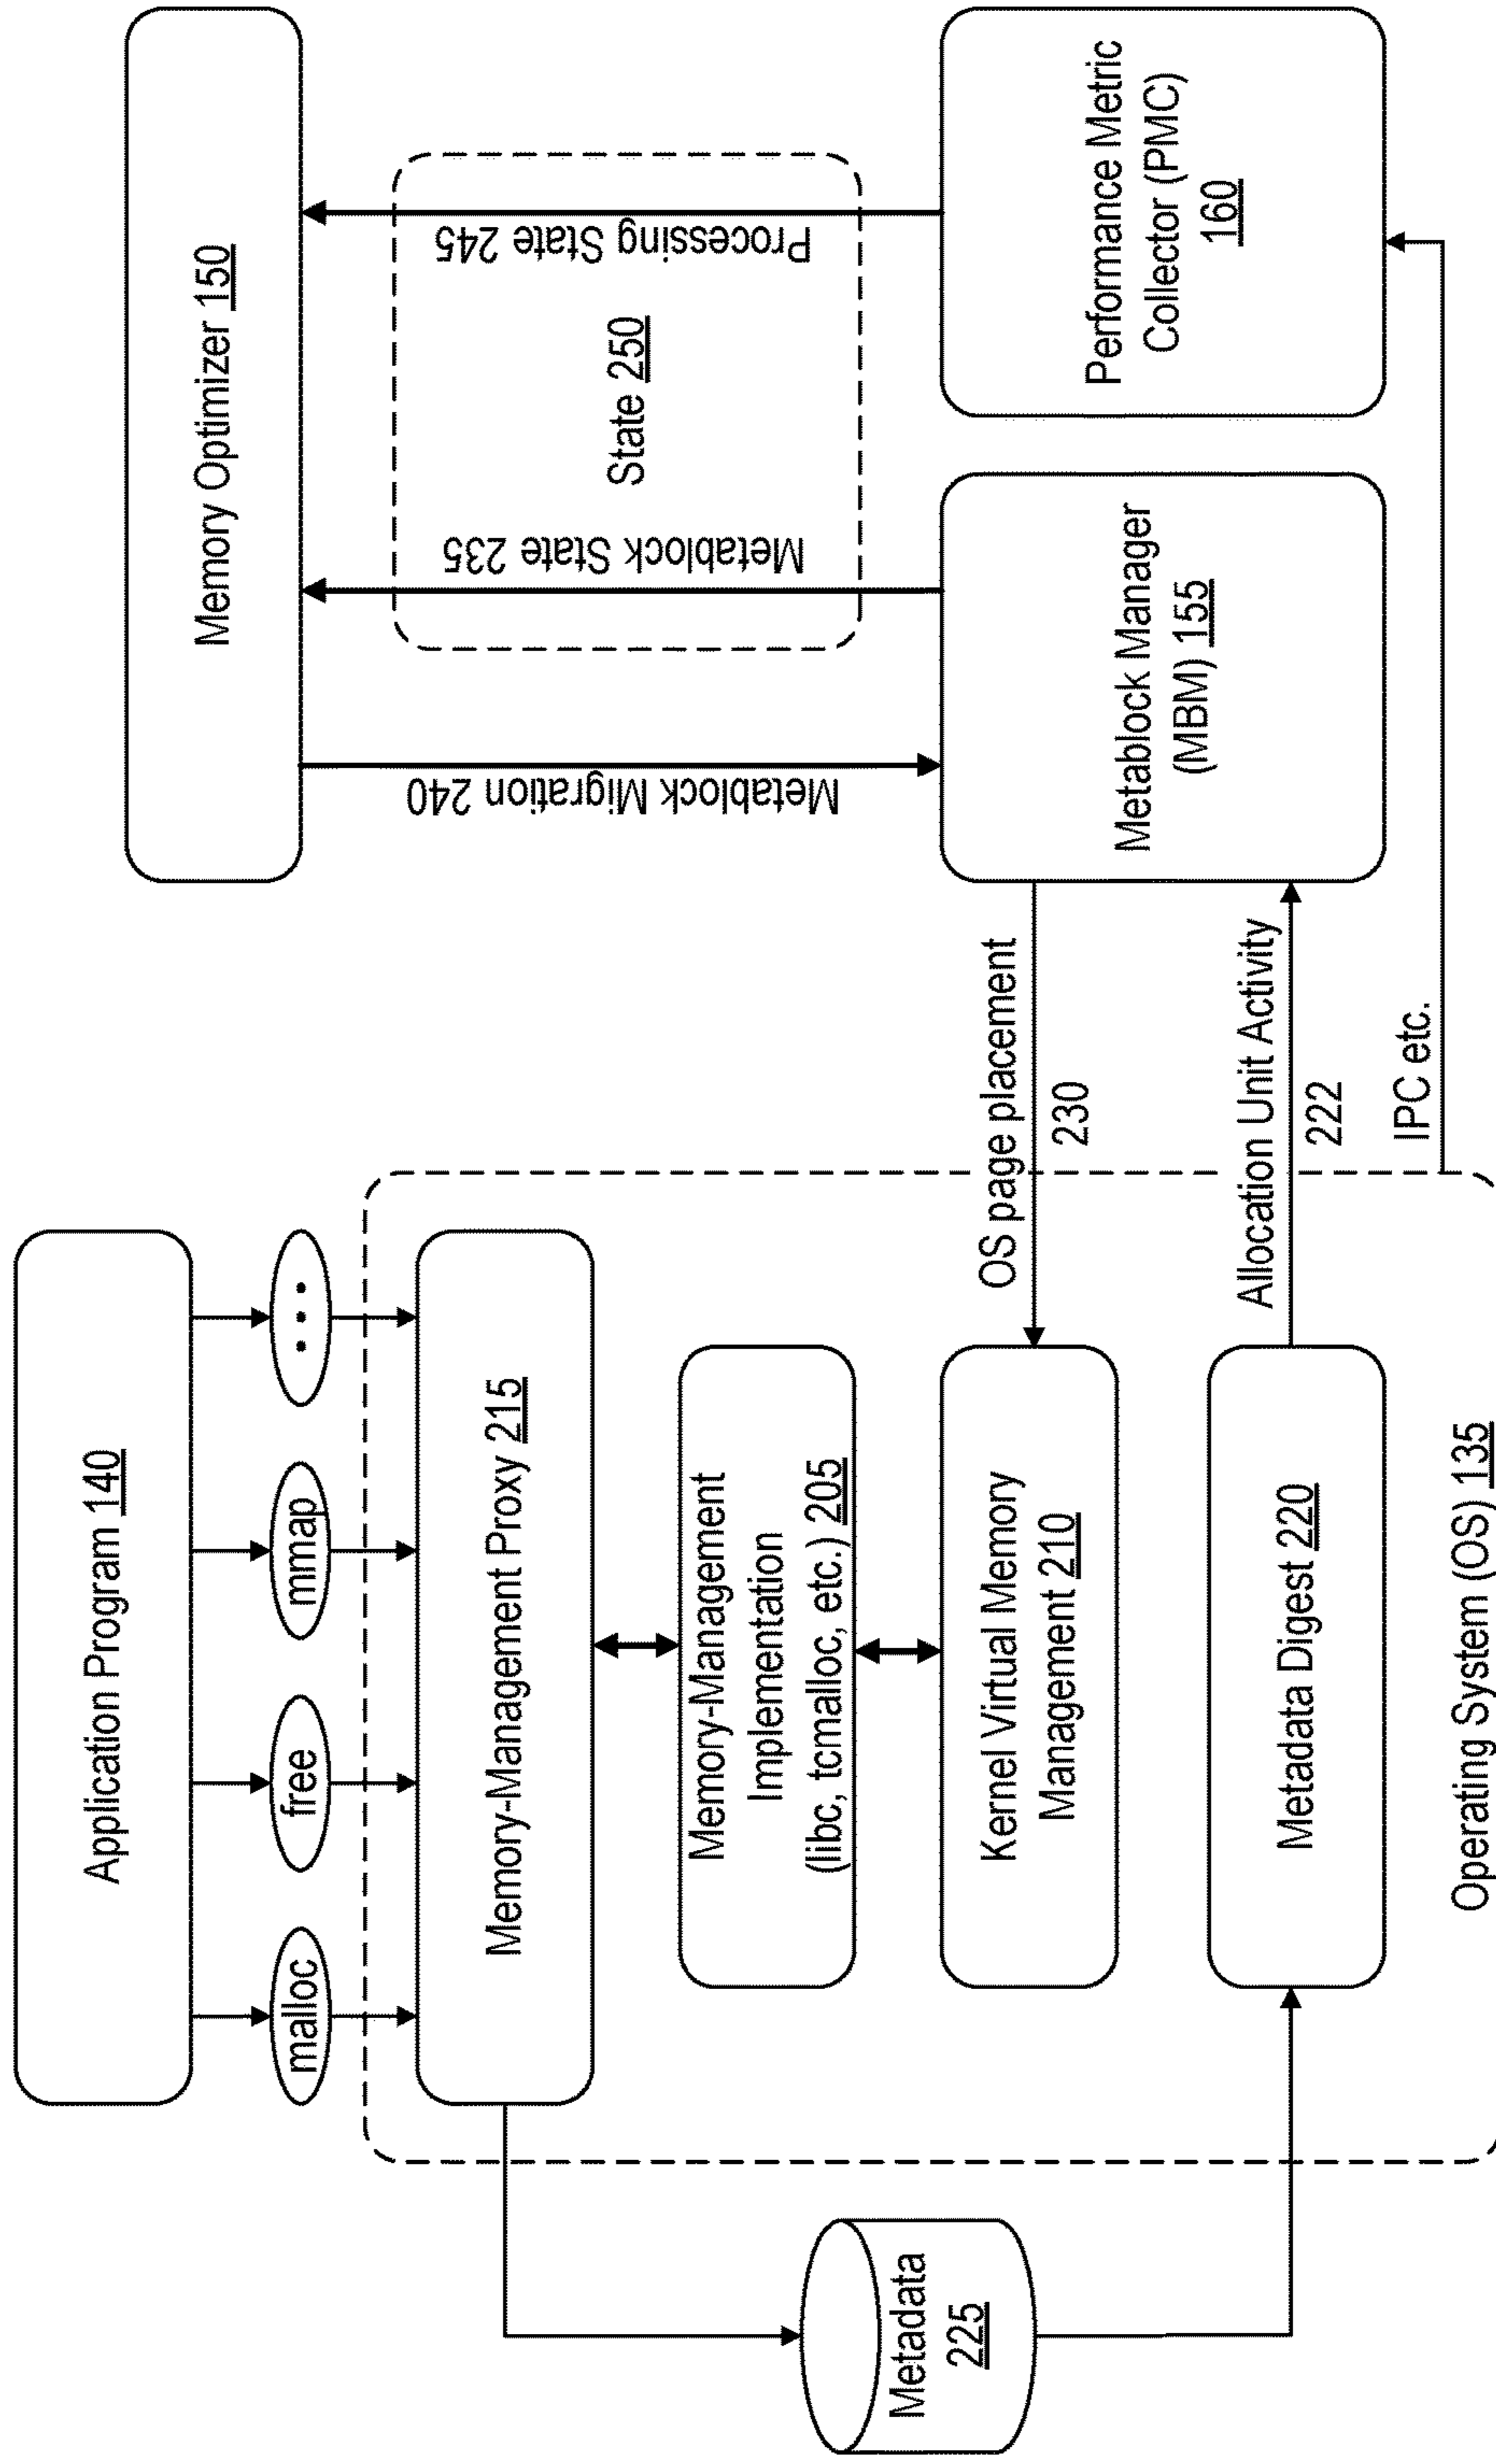 Application Program 140
malloc
free
mmap
• • •
Memory-Management Proxy 215
Memory-Management
Implementation
(libc, tcmalloc, etc.) 205
Kernel Virtual Memory
Management 210
Metadata Digest 220
Operating System (OS) 135
Metadata
225
OS page placement
230
Allocation Unit Activity
222
IPC etc.
Memory Optimizer 150
Metablock Migration 240
Metablock State 235
State 250
Processing State 245
Metablock Manager
(MBM) 155
Performance Metric
Collector (PMC)
160